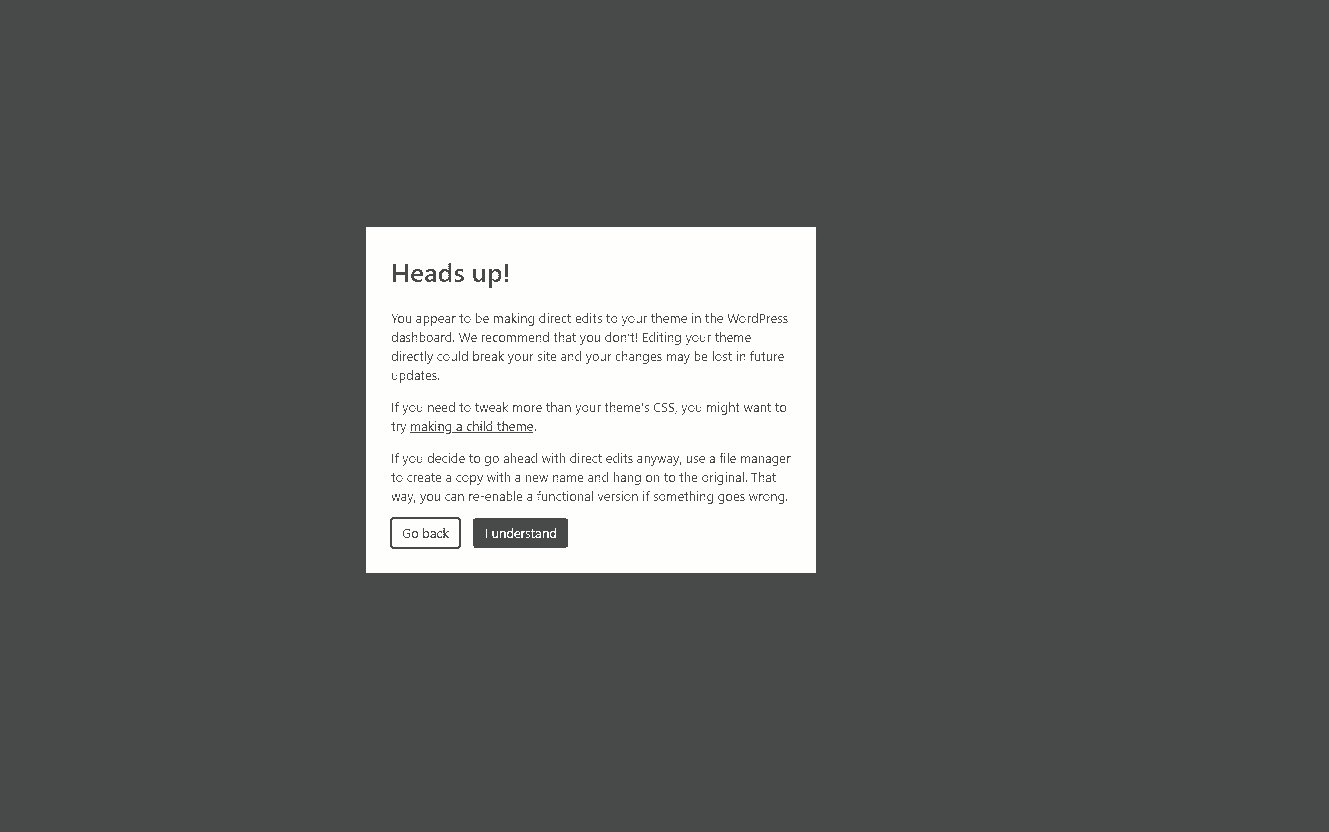 Heads up!
You appear to be making direct edits to your theme in the WordPress
dashboard. We recommend that you don't! Editing your theme
directly could break your site and your changes may be lost in future
updates.
If you need to tweak more than your theme's CSS, you might want to
try making a child theme.
If you decide to go ahead with direct edits anyway, use a file manager
to create a copy with a new name and hang on to the original. That
way, you can re-enable a functional version if something goes wrong.
Go back I understand